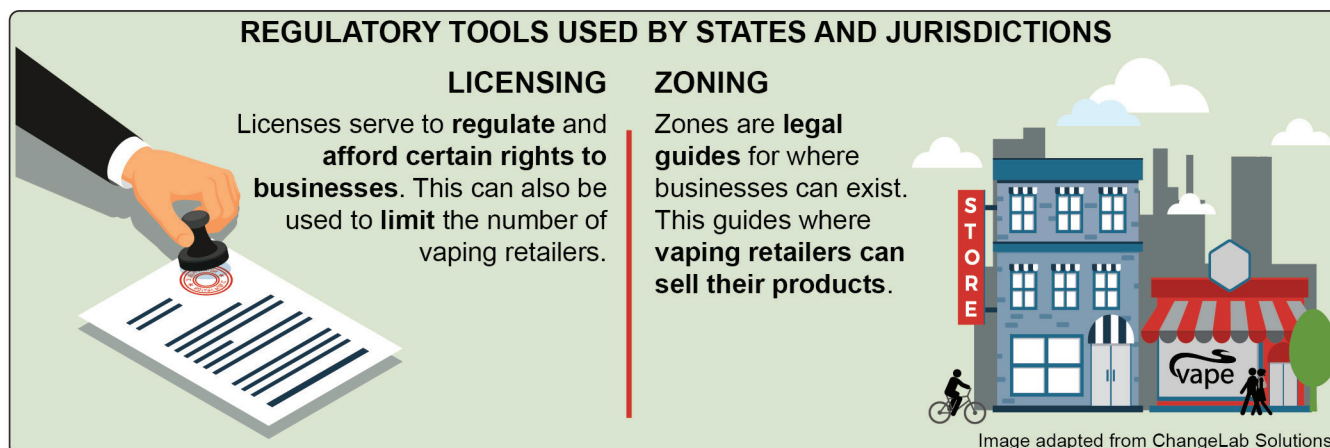 REGULATORY TOOLS USED BY STATES AND JURISDICTIONS
LICENSING
Licenses serve to regulate and
afford certain rights to
businesses. This can also be
used to limit the number of
vaping retailers.
ZONING
Zones are legal
guides for where
businesses can exist.
This guides where
vaping retailers can
sell their products.
STORE
vape
Image adapted from ChangeLab Solutions